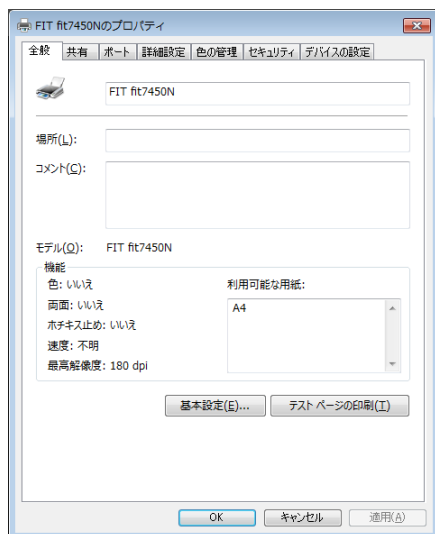 FIT fit7450Nのプロパティ
全般 共有 ポート 詳細設定 色の管理 セキュリティ デバイスの設定
FIT fit7450N
場所(L):
コメント(C):
モデル(O): FIT fit7450N
機能
色: いいえ 利用可能な用紙:
両面: いいえ A4
ホチキス止め: いいえ
速度: 不明
最高解像度: 180 dpi
基本設定(E)... テスト ページの印刷(T)
OK キャンセル 適用(A)